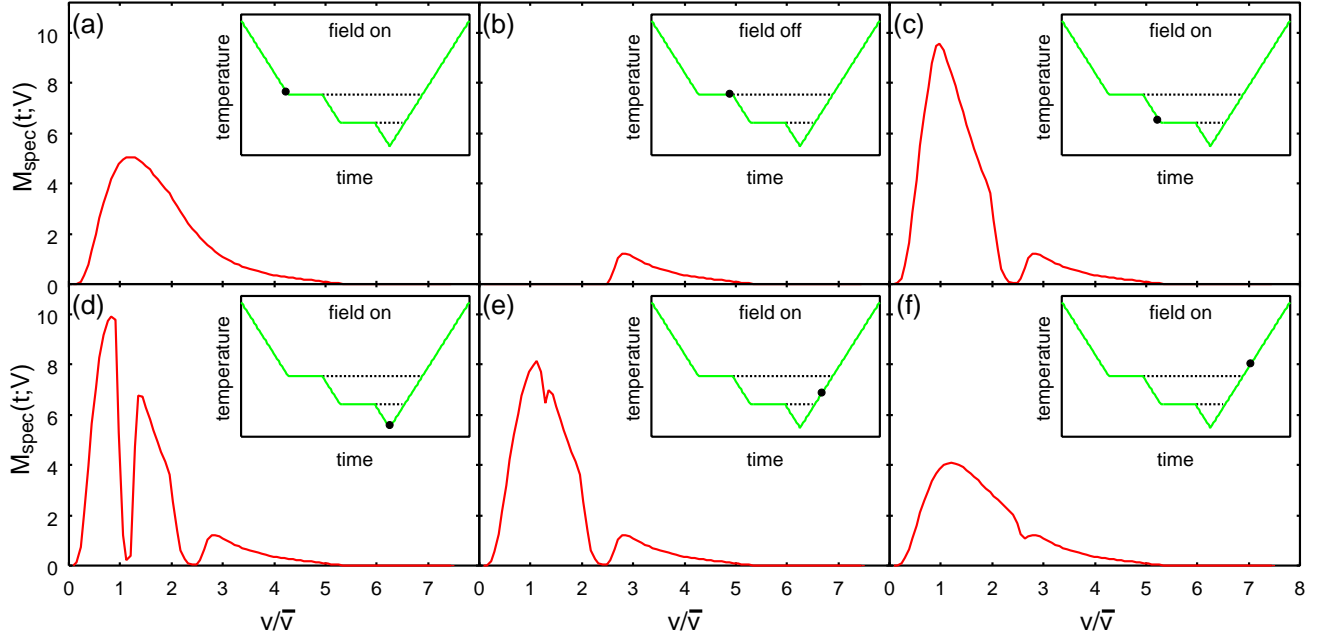 (a)
field on
temperature
time
(b)
field off
temperature
time
(c)
field on
temperature
time
M_spec(t;V)
10
8
6
4
2
0
(d)
field on
temperature
time
(e)
field on
temperature
time
(f)
field on
temperature
time
M_spec(t;V)
10
8
6
4
2
0
0 1 2 3 4 5 6 7
0 1 2 3 4 5 6 7
0 1 2 3 4 5 6 7 8
v/v̄
v/v̄
v/v̄